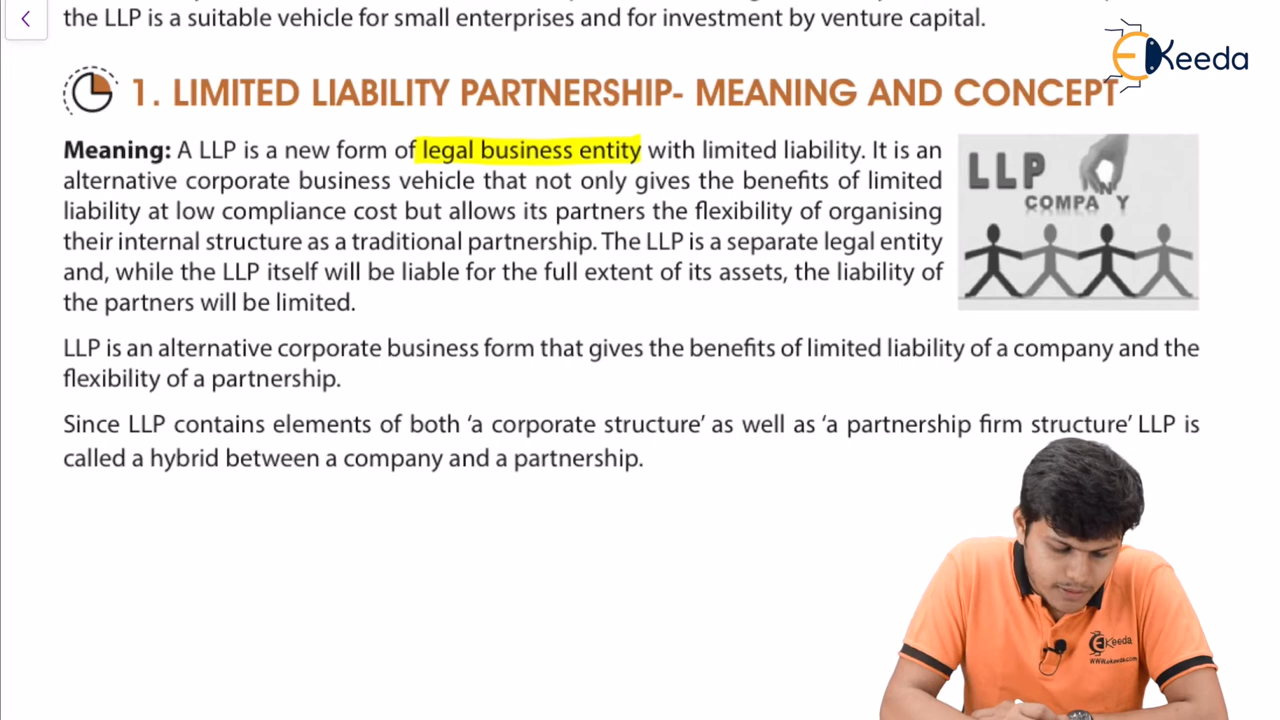 the LLP is a suitable vehicle for small enterprises and for investment by venture capital.
EKeeda
1. LIMITED LIABILITY PARTNERSHIP- MEANING AND CONCEPT
Meaning: A LLP is a new form of legal business entity with limited liability. It is an
alternative corporate business vehicle that not only gives the benefits of limited
liability at low compliance cost but allows its partners the flexibility of organising
their internal structure as a traditional partnership. The LLP is a separate legal entity
and, while the LLP itself will be liable for the full extent of its assets, the liability of
the partners will be limited.
LLP
COMPANY
LLP is an alternative corporate business form that gives the benefits of limited liability of a company and the
flexibility of a partnership.
Since LLP contains elements of both ‘a corporate structure’ as well as ‘a partnership firm structure’ LLP is
called a hybrid between a company and a partnership.
EKeeda
www.ekeeda.com